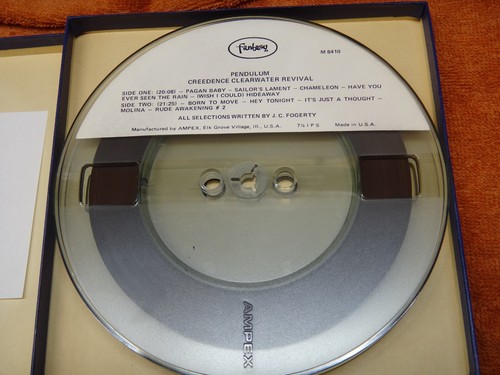 Fantasy
M 8410
PENDULUM
CREEDENCE CLEARWATER REVIVAL
SIDE ONE: (20:08) — PAGAN BABY — SAILOR'S LAMENT — CHAMELEON — HAVE YOU
EVER SEEN THE RAIN — (WISH I COULD) HIDEAWAY
SIDE TWO: (21:25) — BORN TO MOVE — HEY TONIGHT — IT'S JUST A THOUGHT —
MOLINA — RUDE AWAKENING # 2
ALL SELECTIONS WRITTEN BY J. C. FOGERTY
Manufactured by AMPEX, Elk Grove Village, Ill., U.S.A. 7½ IPS Made in U.S.A.
AMPEX